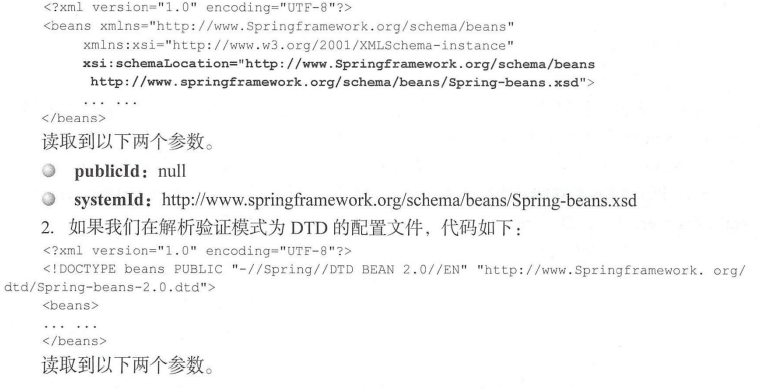 <?xml version="1.0" encoding="UTF-8"?>
<beans xmlns="http://www.Springframework.org/schema/beans"
xmlns:xsi="http://www.w3.org/2001/XMLSchema-instance"
xsi:schemaLocation="http://www.Springframework.org/schema/beans
http://www.springframework.org/schema/beans/Spring-beans.xsd">
... ...
</beans>
读取到以下两个参数。
publicId：null
systemId：http://www.springframework.org/schema/beans/Spring-beans.xsd
2. 如果我们在解析验证模式为 DTD 的配置文件，代码如下：
<?xml version="1.0" encoding="UTF-8"?>
<!DOCTYPE beans PUBLIC "-//Spring//DTD BEAN 2.0//EN" "http://www.Springframework. org/
dtd/Spring-beans-2.0.dtd">
<beans>
... ...
</beans>
读取到以下两个参数。